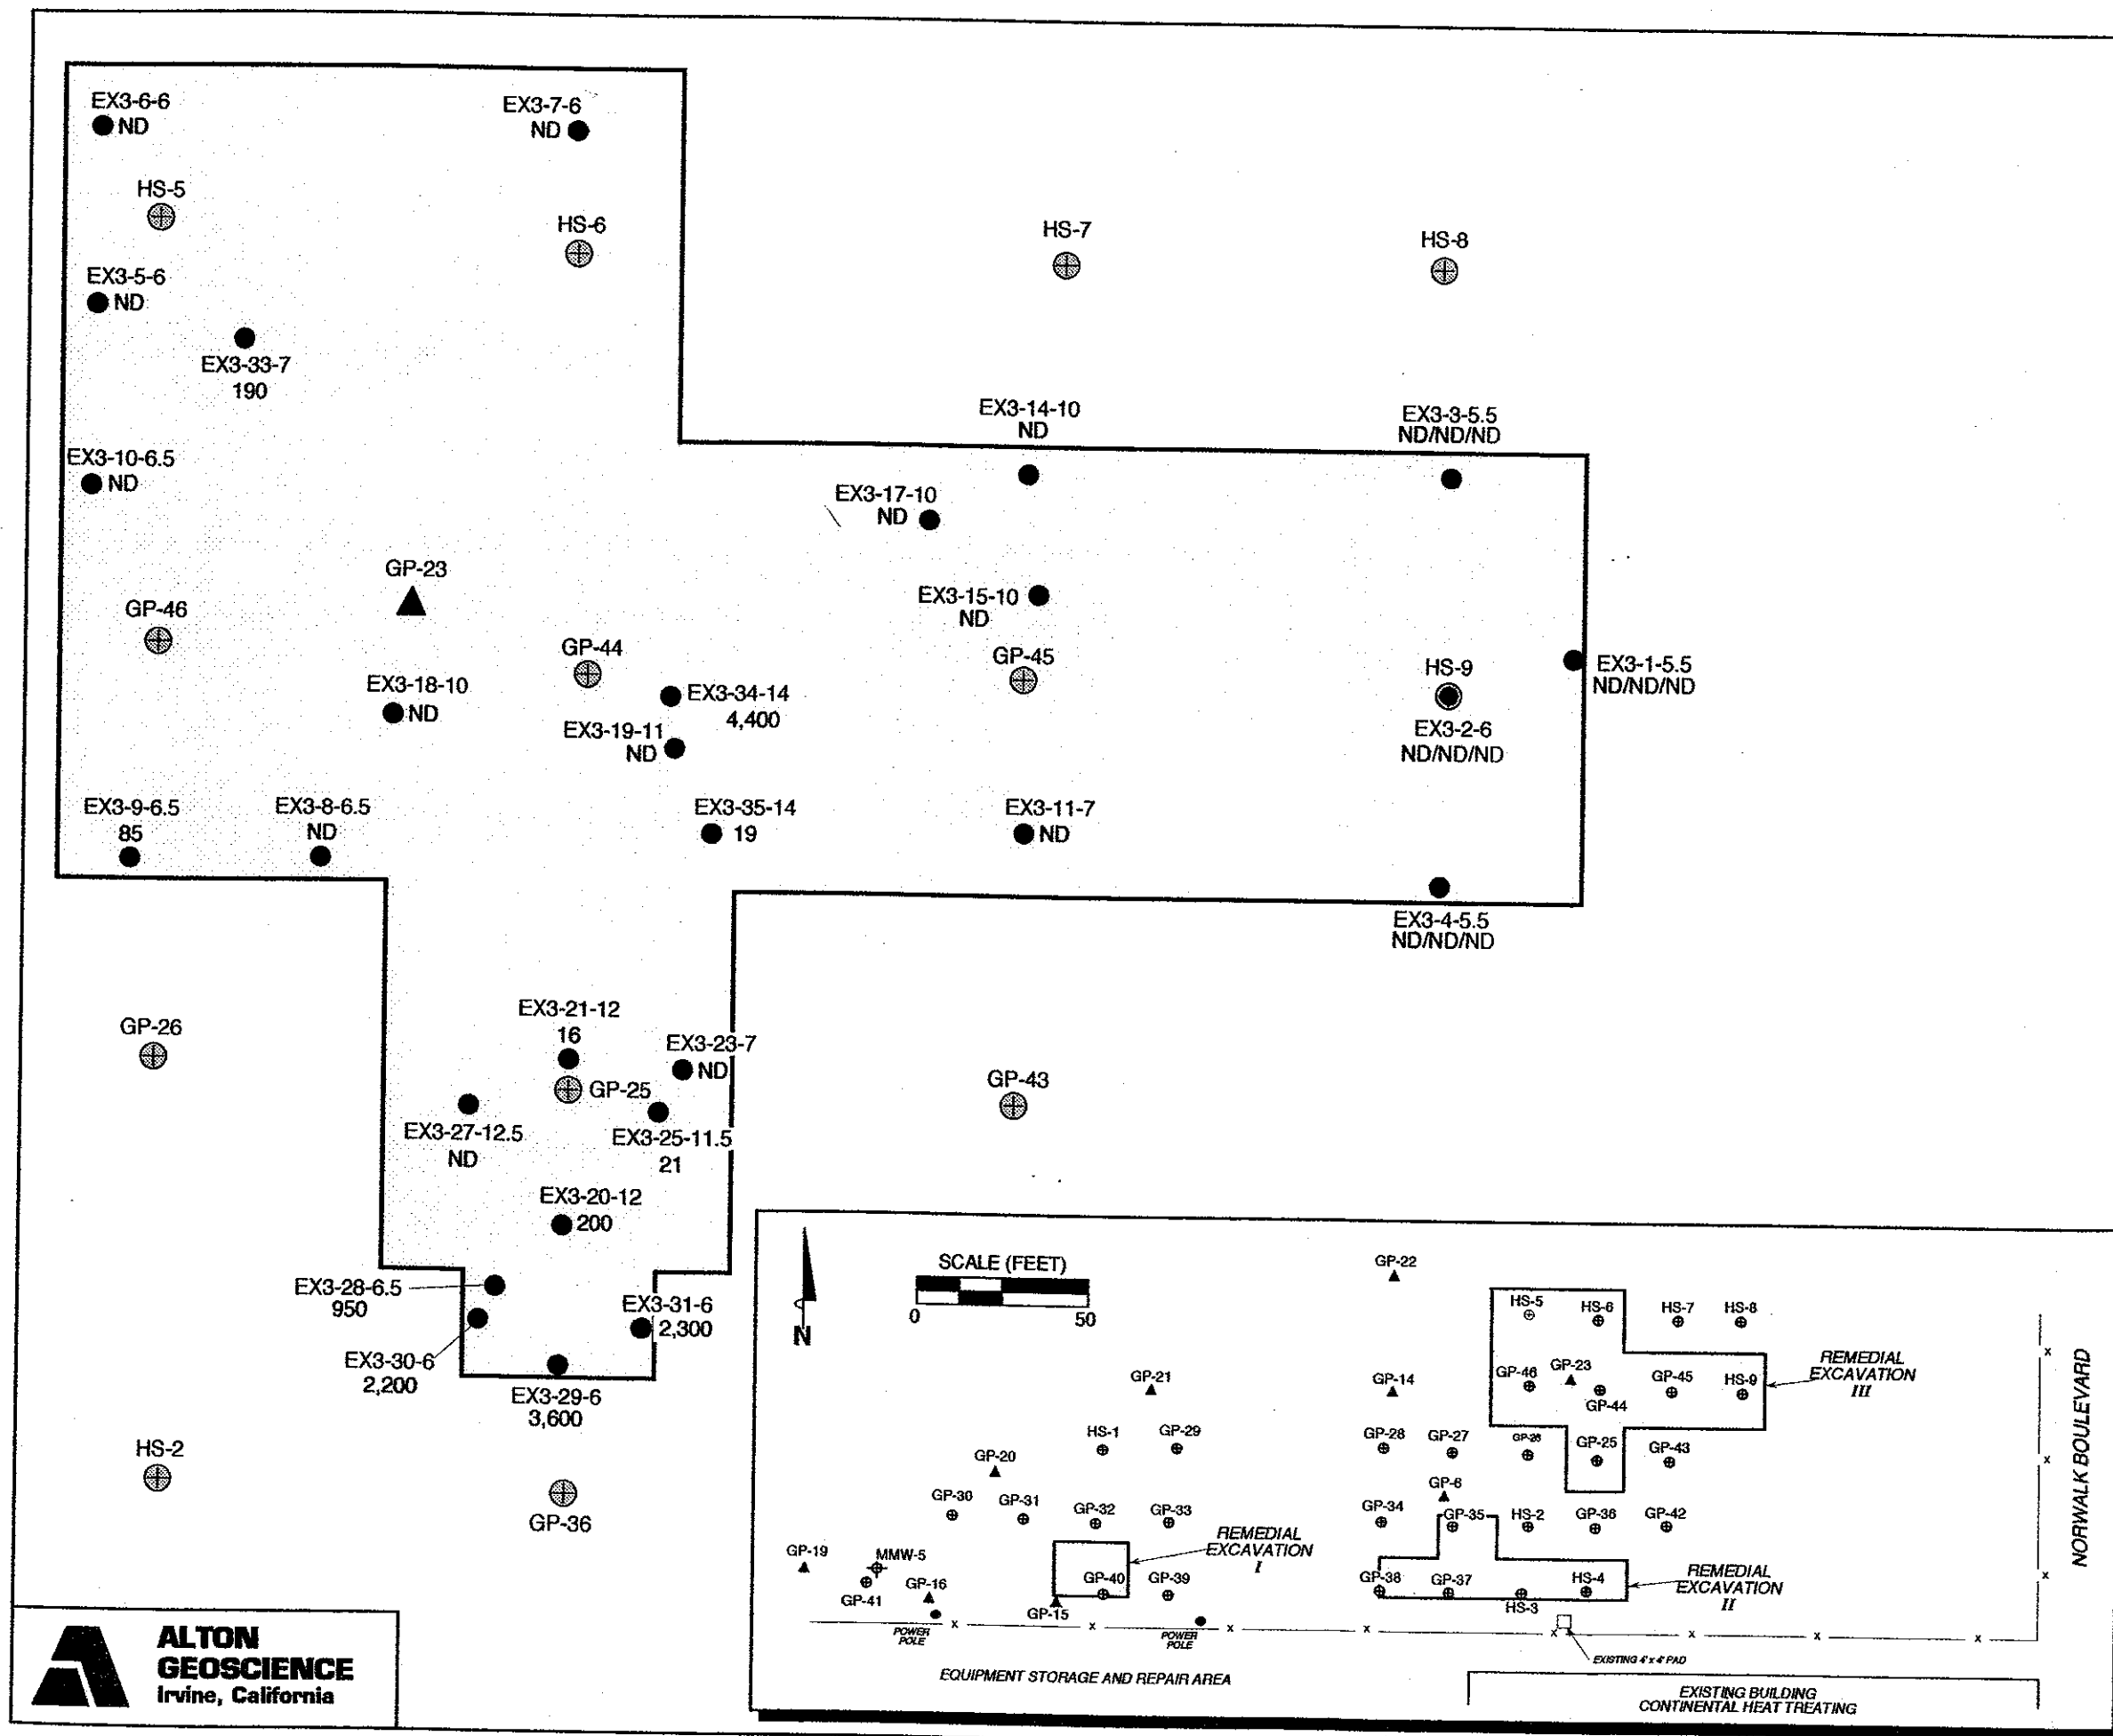 EX3-6-6
ND
EX3-7-6
ND
HS-5
HS-6
HS-7
HS-8
EX3-5-6
ND
EX3-33-7
190
EX3-14-10
ND
EX3-3-5.5
ND/ND/ND
EX3-10-6.5
ND
EX3-17-10
ND
GP-23
EX3-15-10
ND
GP-46
GP-44
GP-45
HS-9
EX3-1-5.5
ND/ND/ND
EX3-18-10
ND
EX3-34-14
4,400
EX3-19-11
ND
EX3-2-6
ND/ND/ND
EX3-9-6.5
85
EX3-8-6.5
ND
EX3-35-14
19
EX3-11-7
ND
EX3-4-5.5
ND/ND/ND
EX3-21-12
16
GP-26
EX3-23-7
ND
GP-25
GP-43
EX3-27-12.5
ND
EX3-25-11.5
21
EX3-20-12
200
EX3-28-6.5
950
EX3-31-6
2,300
EX3-30-6
2,200
EX3-29-6
3,600
HS-2
GP-36
SCALE (FEET)
0 50
N
GP-22
HS-5
HS-6
HS-7
HS-8
GP-21
GP-14
GP-46
GP-23
GP-44
GP-45
HS-9
REMEDIAL
EXCAVATION
III
NORWALK BOULEVARD
HS-1
GP-29
GP-28
GP-27
GP-26
GP-25
GP-43
GP-20
GP-6
GP-30
GP-31
GP-32
GP-33
GP-34
GP-35
HS-2
GP-36
GP-42
REMEDIAL
EXCAVATION
I
GP-19
MMW-5
GP-41
GP-16
GP-15
GP-40
GP-39
GP-38
GP-37
HS-3
HS-4
REMEDIAL
EXCAVATION
II
POWER
POLE
POWER
POLE
EXISTING 4' x 4' PAD
EQUIPMENT STORAGE AND REPAIR AREA
EXISTING BUILDING
CONTINENTAL HEAT TREATING
ALTON
GEOSCIENCE
Irvine, California